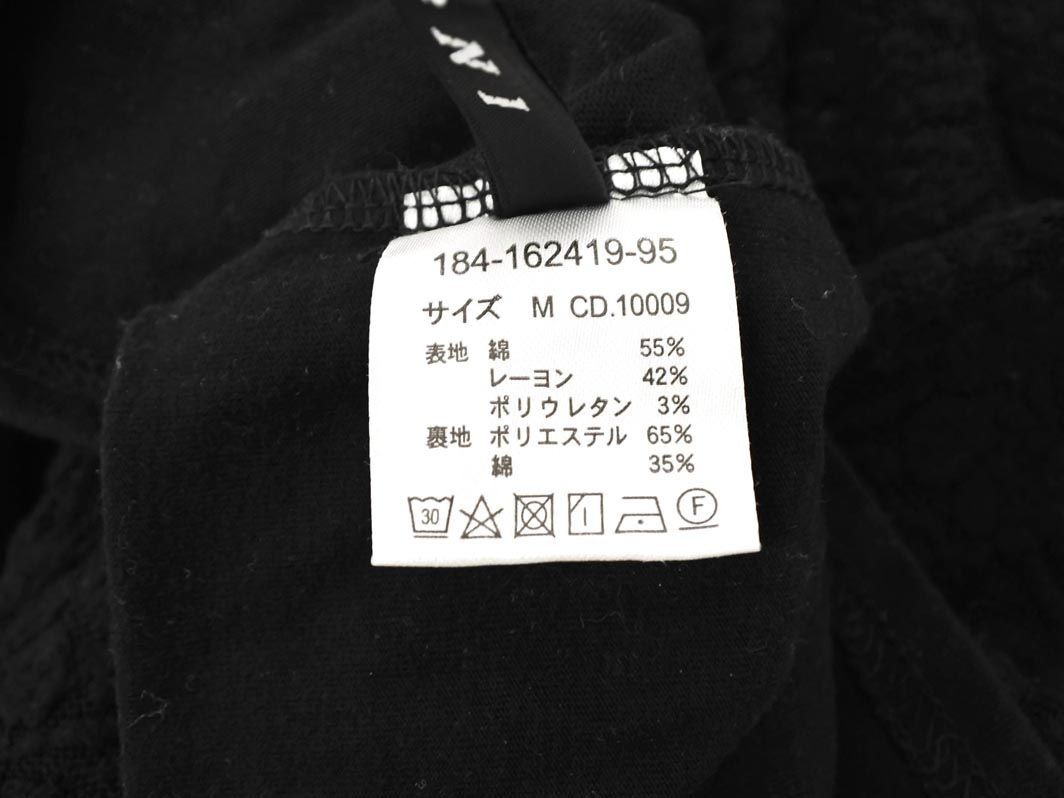 NI
184-162419-95
サイズ M CD.10009
表地 綿 55%
レーヨン 42%
ポリウレタン 3%
裏地 ポリエステル 65%
綿 35%
30 F